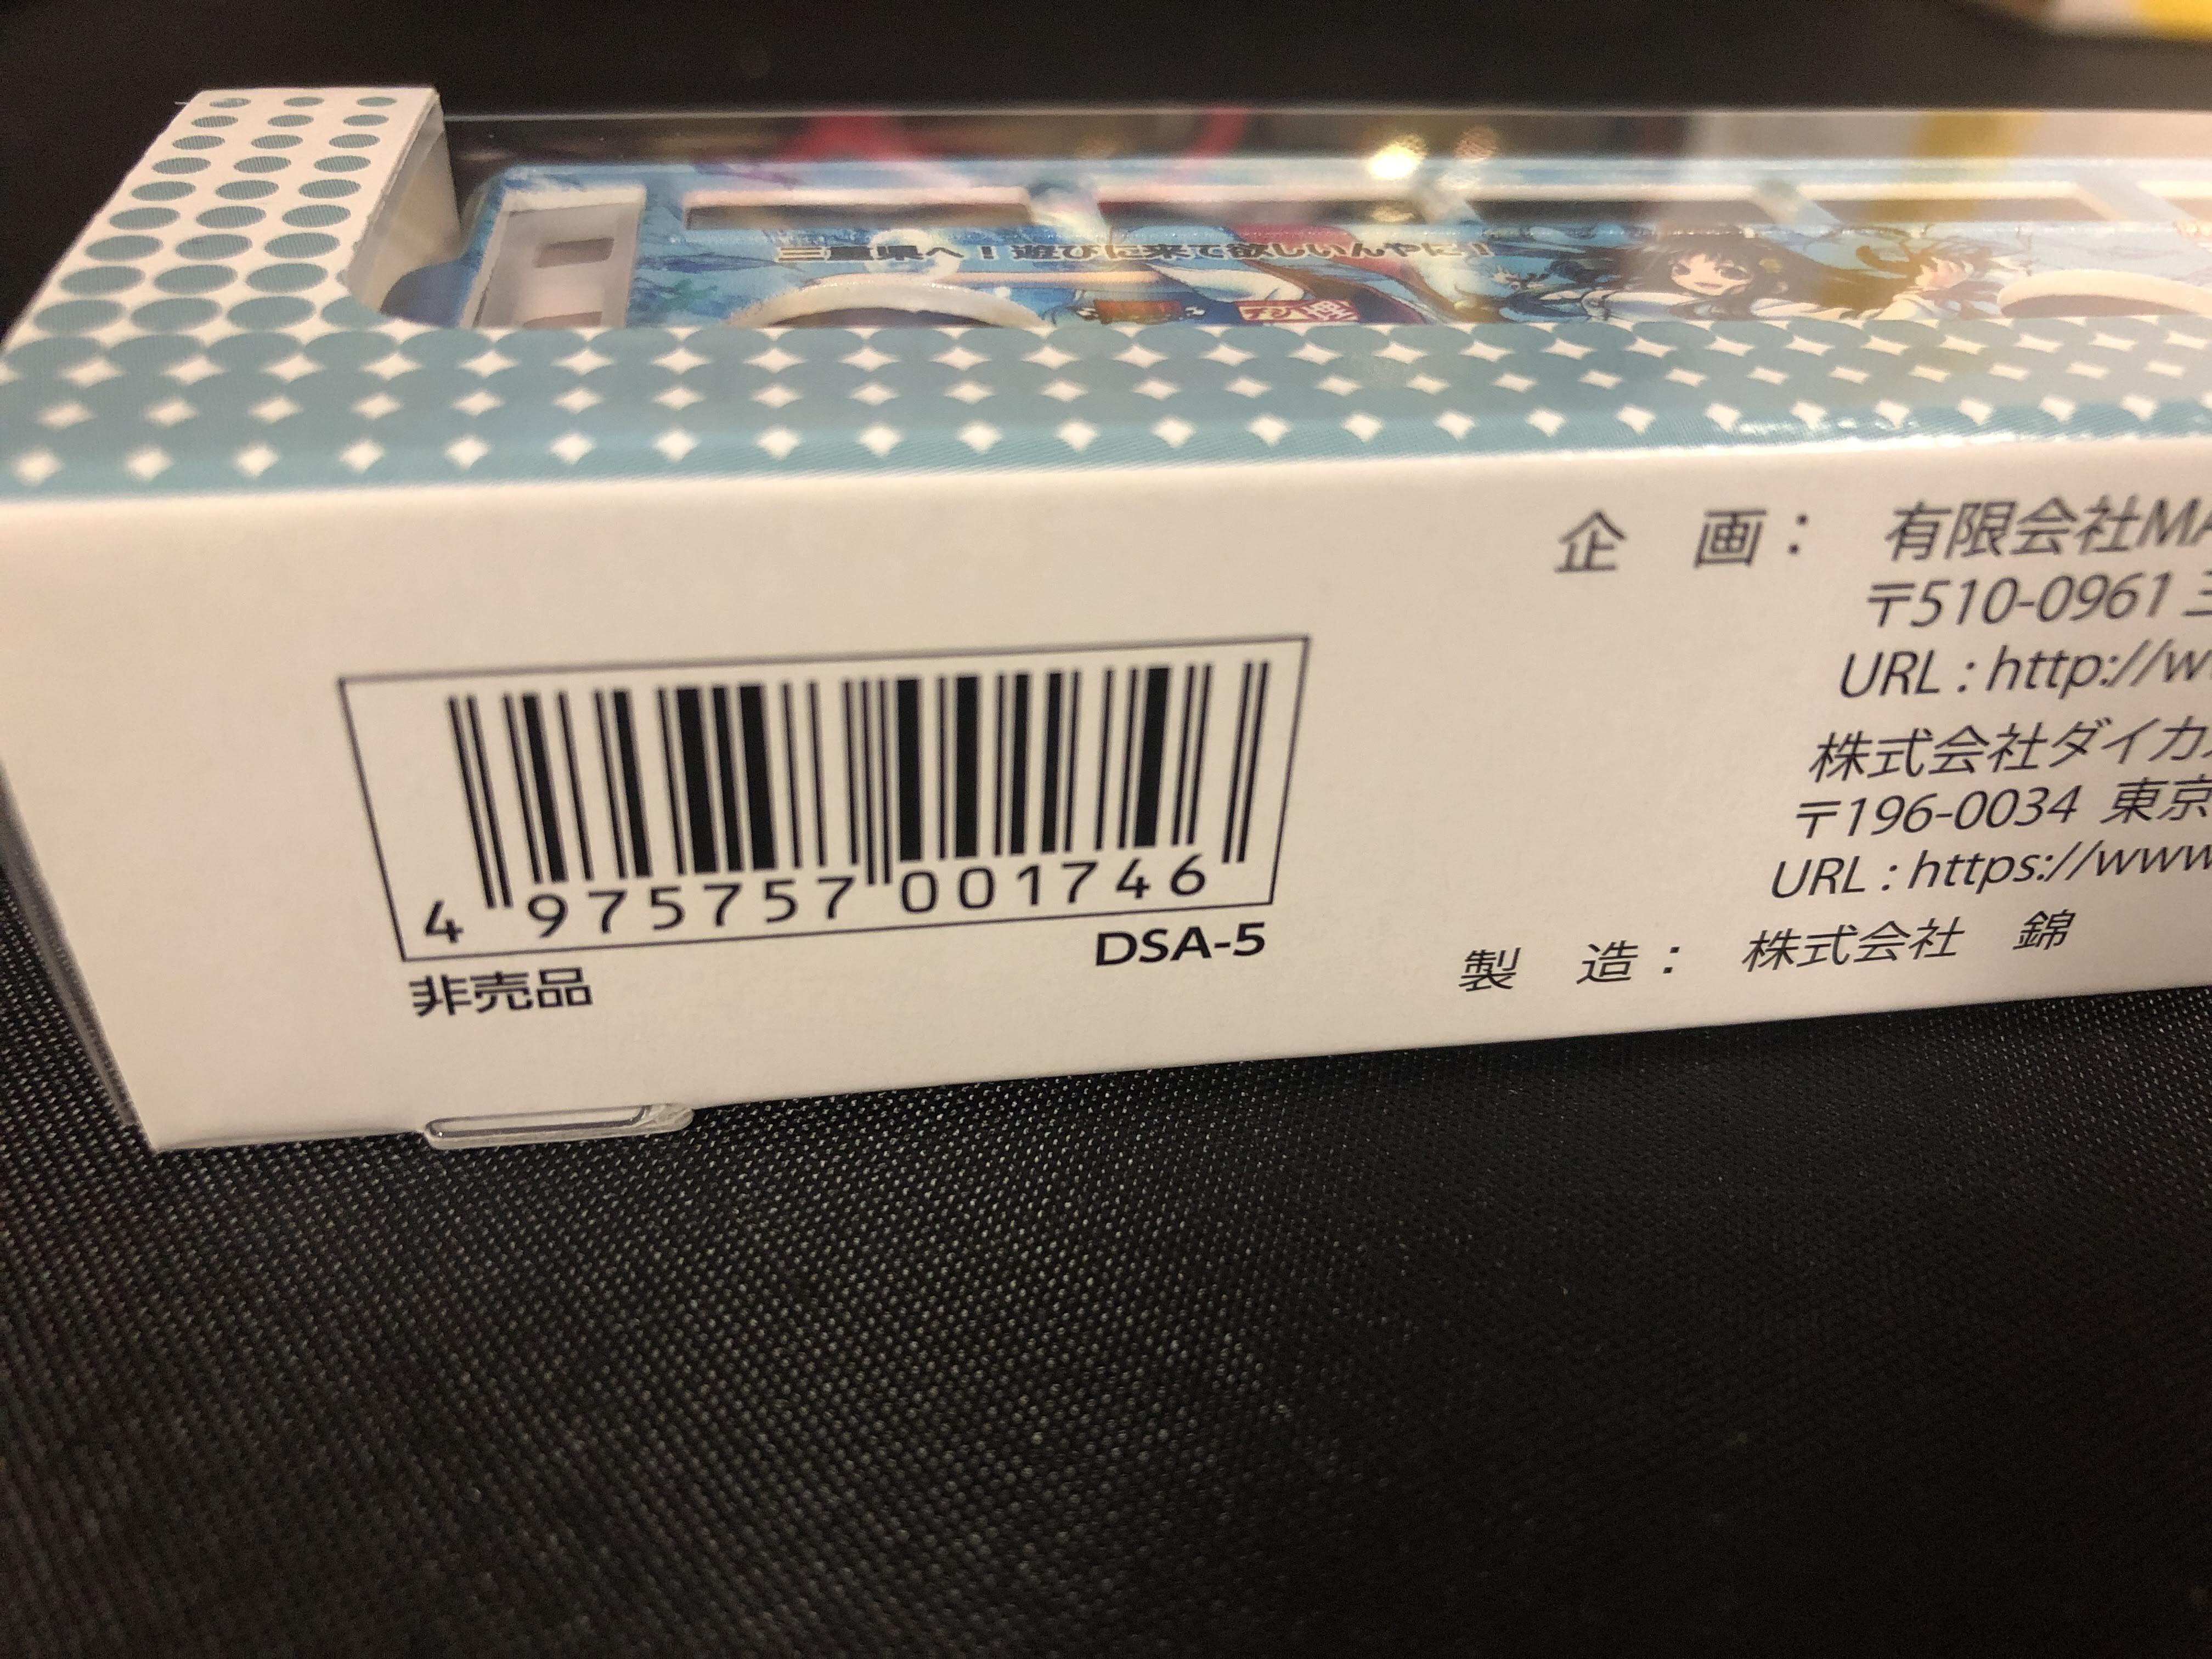 三重県へ！遊びに来て欲しいんやに！
企 画： 有限会社MA
〒510-0961 三
URL : http://w
株式会社ダイカ
〒196-0034 東京
URL : https://www
製 造： 株式会社 錦
4 975757 001746
DSA-5
非売品